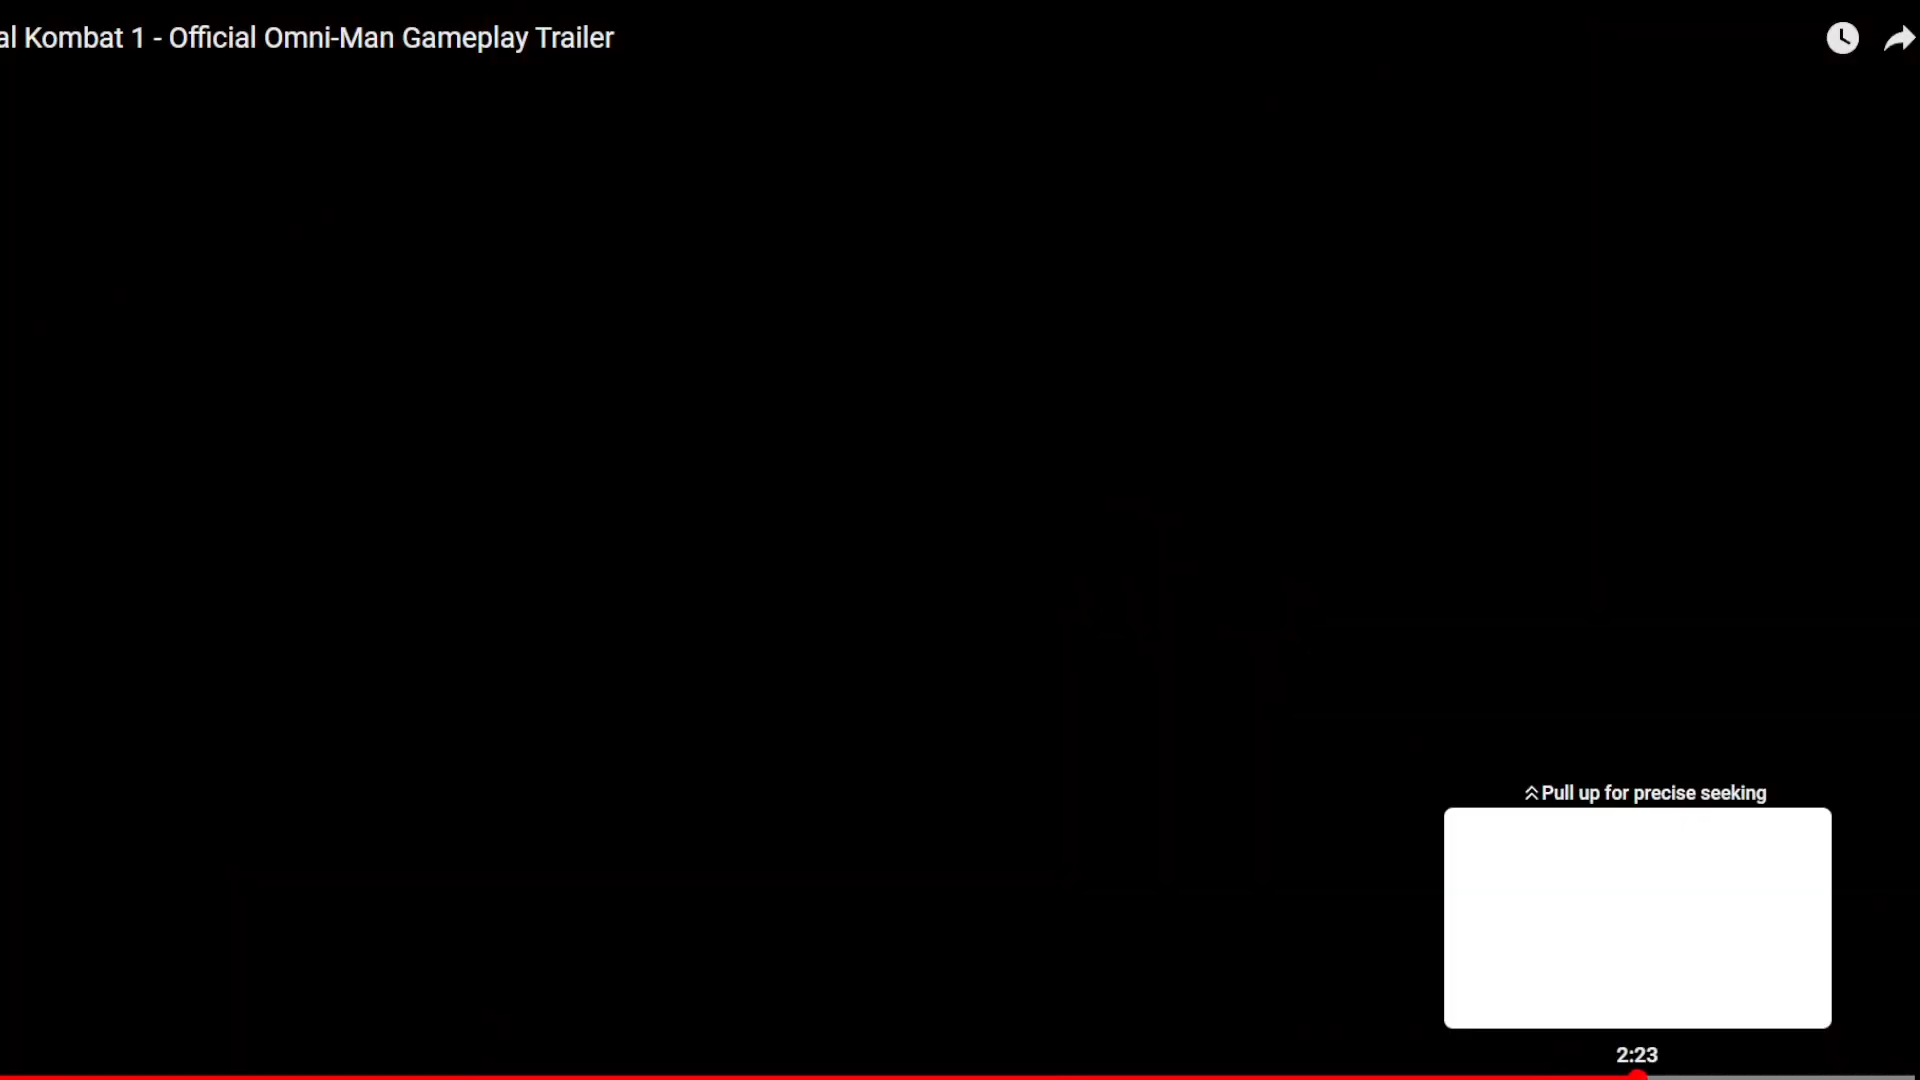 al Kombat 1 - Official Omni-Man Gameplay Trailer
Pull up for precise seeking
2:23